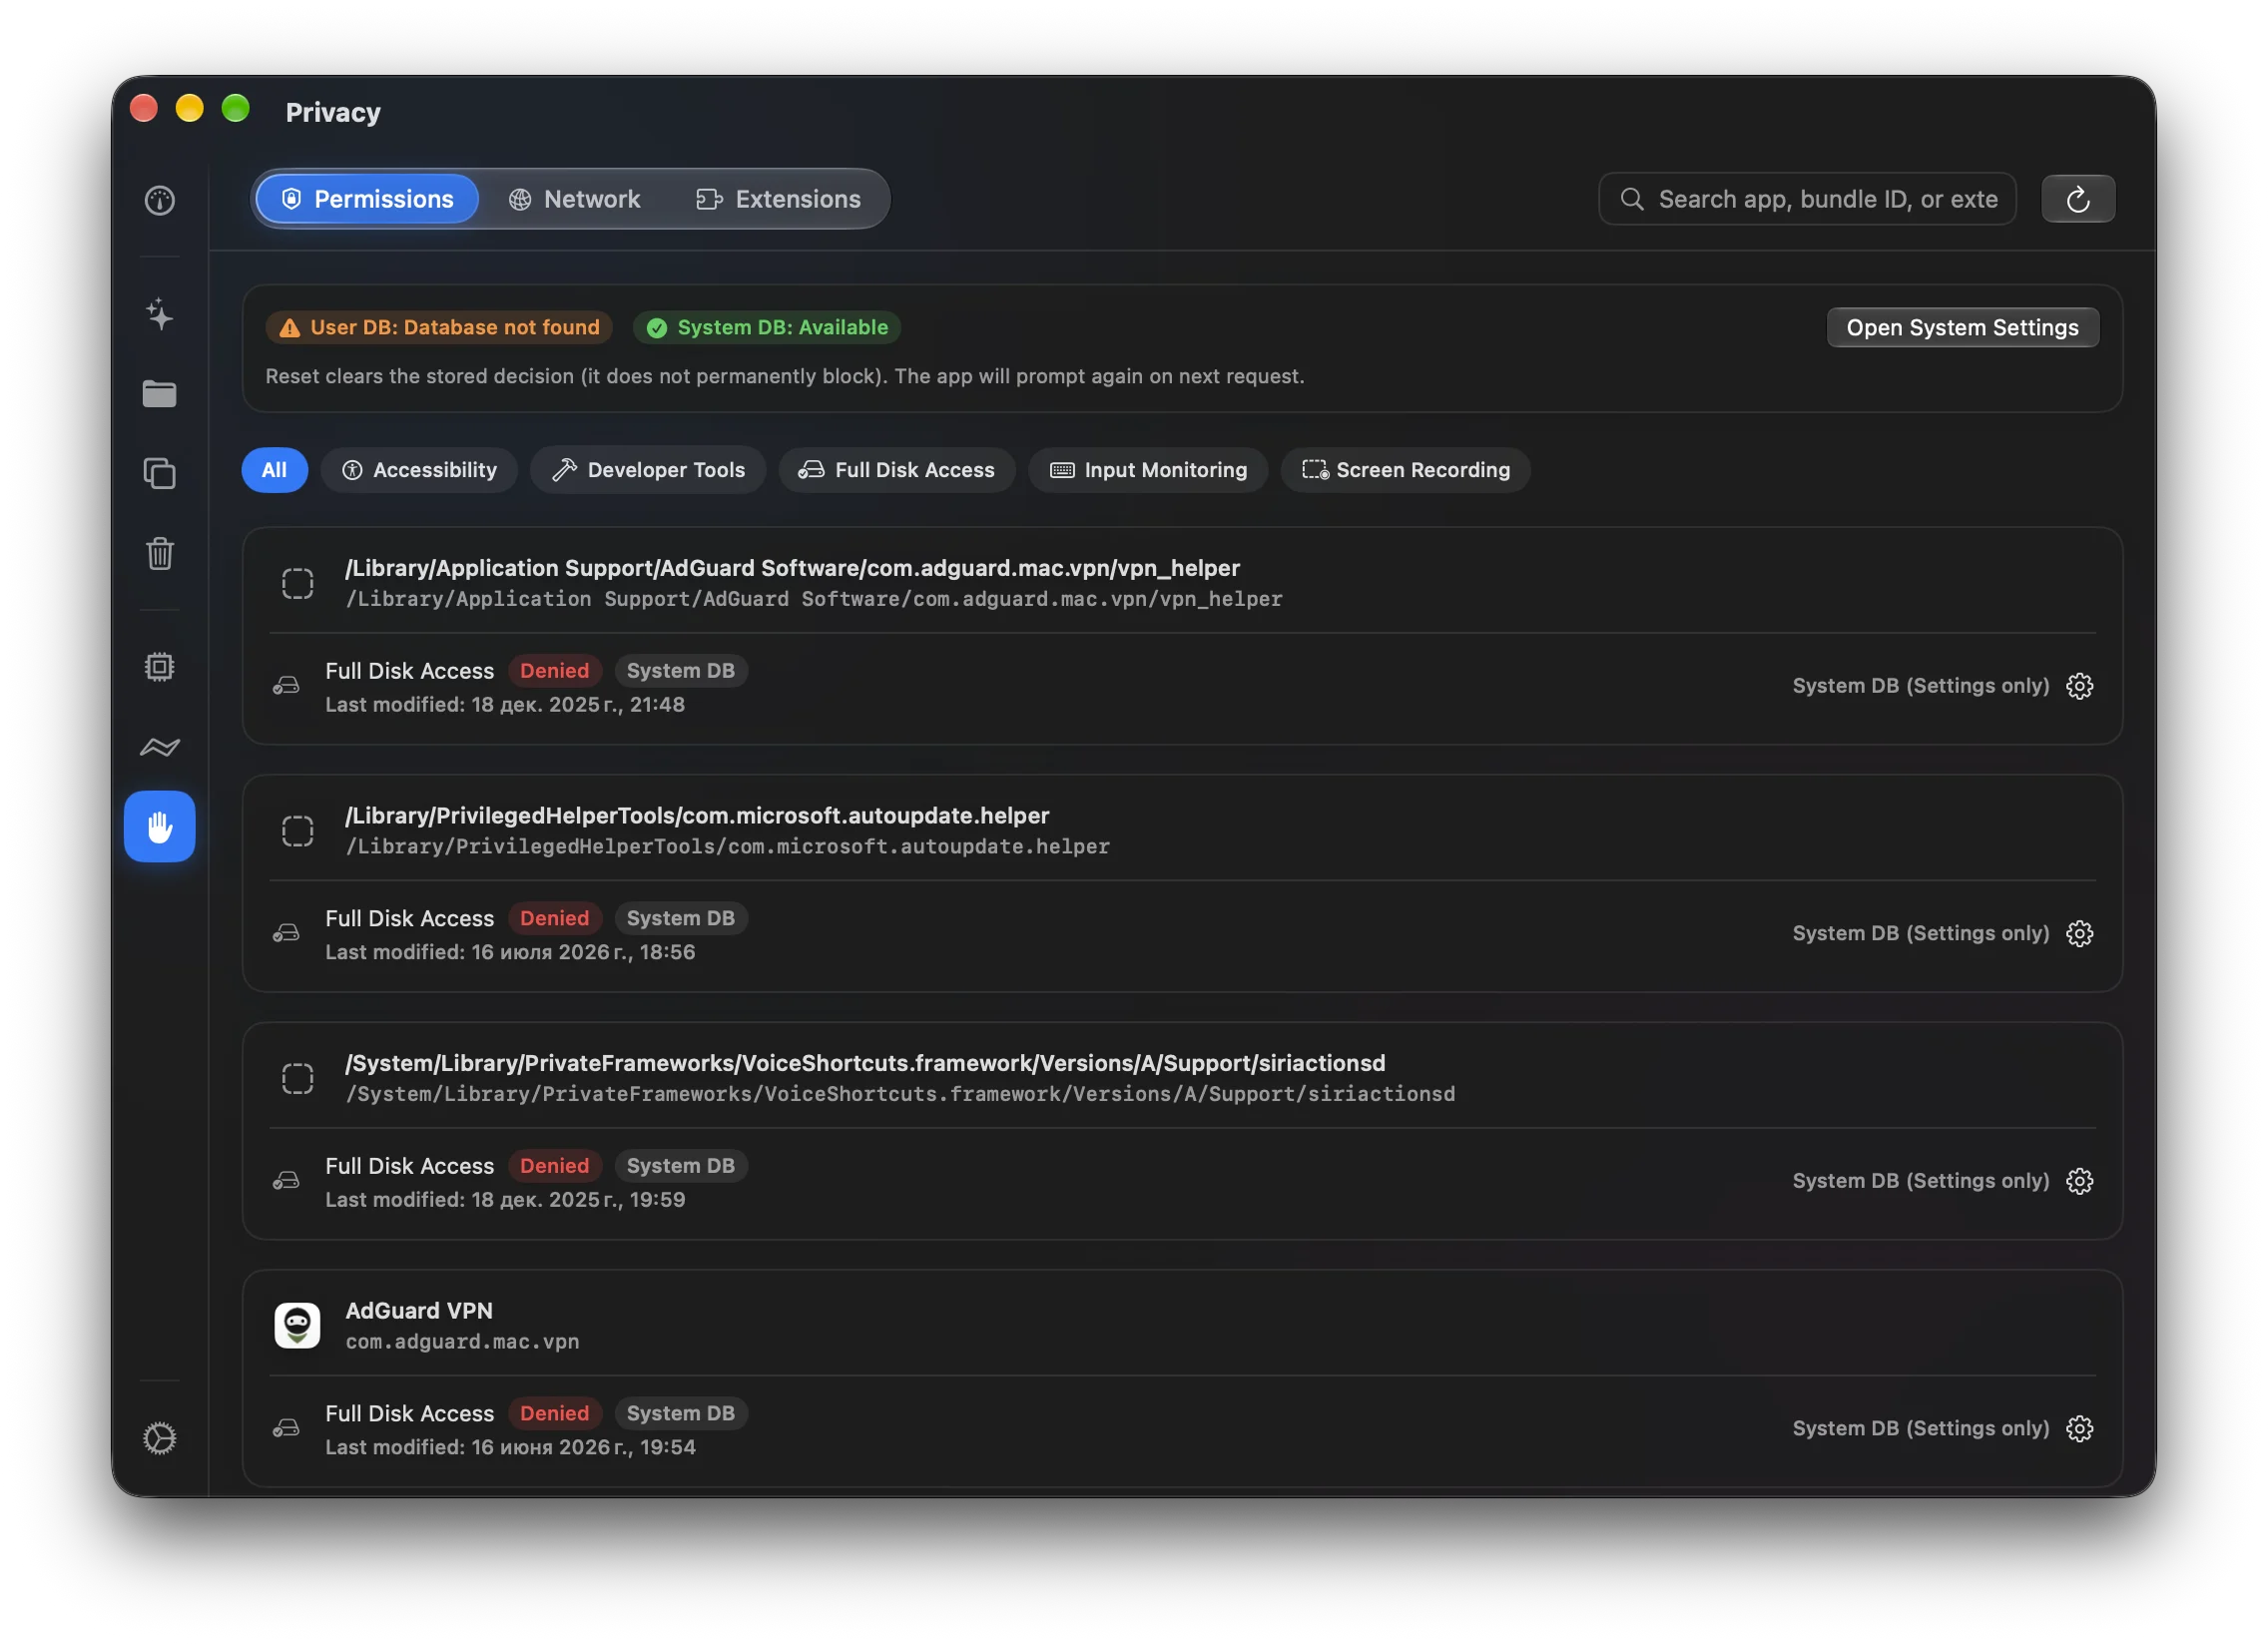 Privacy
Permissions
Network
Extensions
Search app, bundle ID, or exte
User DB: Database not found
System DB: Available
Open System Settings
Reset clears the stored decision (it does not permanently block). The app will prompt again on next request.
All
Accessibility
Developer Tools
Full Disk Access
Input Monitoring
Screen Recording
/Library/Application Support/AdGuard Software/com.adguard.mac.vpn/vpn_helper
/Library/Application Support/AdGuard Software/com.adguard.mac.vpn/vpn_helper
Full Disk Access Denied System DB
Last modified: 18 дек. 2025 г., 21:48
System DB (Settings only)
/Library/PrivilegedHelperTools/com.microsoft.autoupdate.helper
/Library/PrivilegedHelperTools/com.microsoft.autoupdate.helper
Full Disk Access Denied System DB
Last modified: 16 июля 2026 г., 18:56
System DB (Settings only)
/System/Library/PrivateFrameworks/VoiceShortcuts.framework/Versions/A/Support/siriactionsd
/System/Library/PrivateFrameworks/VoiceShortcuts.framework/Versions/A/Support/siriactionsd
Full Disk Access Denied System DB
Last modified: 18 дек. 2025 г., 19:59
System DB (Settings only)
AdGuard VPN
com.adguard.mac.vpn
Full Disk Access Denied System DB
Last modified: 16 июня 2026 г., 19:54
System DB (Settings only)